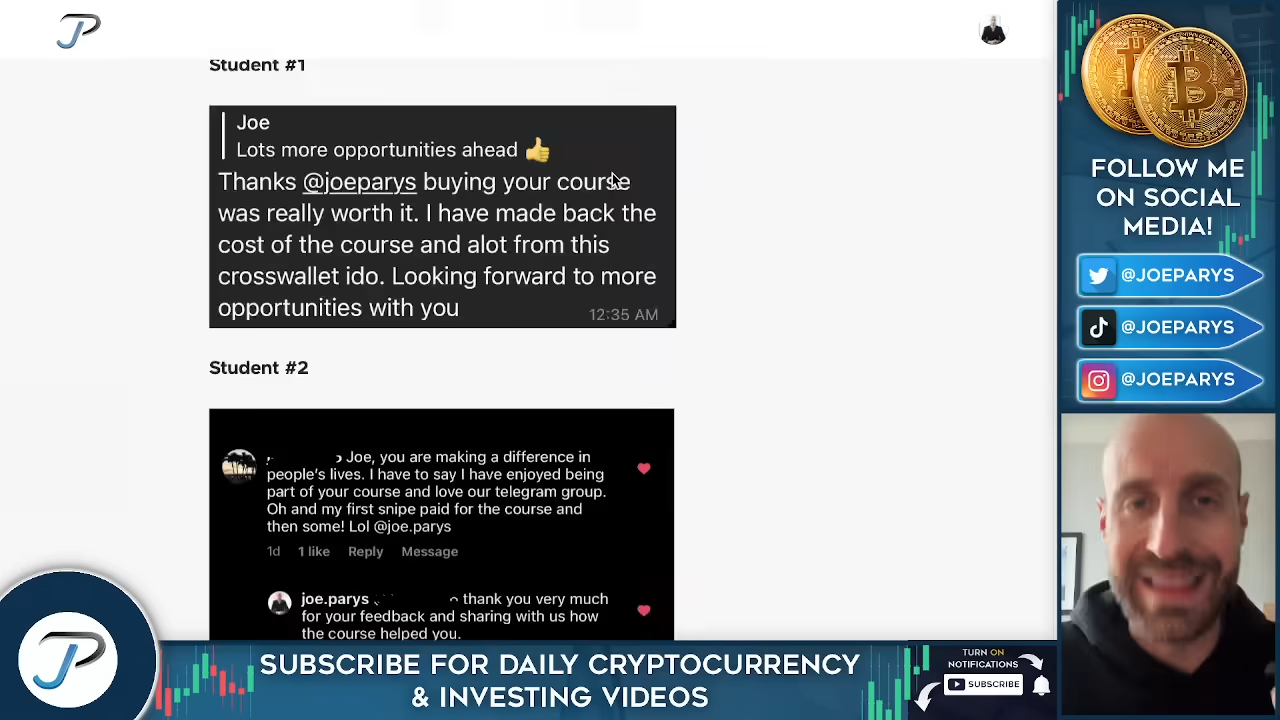 JP
Student #1
Joe
Lots more opportunities ahead 👍
Thanks @joeparys buying your course
was really worth it. I have made back the
cost of the course and alot from this
crosswallet ido. Looking forward to more
opportunities with you
12:35 AM
Student #2
Joe, you are making a difference in
people's lives. I have to say I have enjoyed being
part of your course and love our telegram group.
Oh and my first snipe paid for the course and
then some! Lol @joe.parys
1d 1 like Reply Message
joe.parys thank you very much
for your feedback and sharing with us how
the course helped you.
FOLLOW ME
ON SOCIAL
MEDIA!
@JOEPARYS
@JOEPARYS
@JOEPARYS
JP
SUBSCRIBE FOR DAILY CRYPTOCURRENCY
& INVESTING VIDEOS
TURN ON
NOTIFICATIONS
SUBSCRIBE